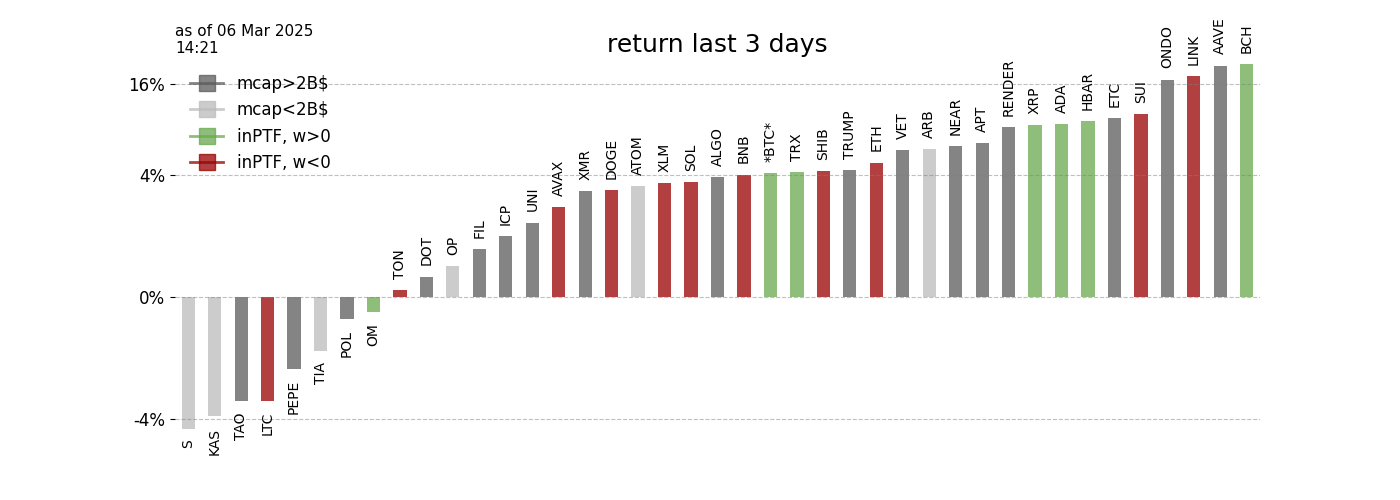 as of 06 Mar 2025
14:21
return last 3 days
mcap>2B$
mcap<2B$
inPTF, w>0
inPTF, w<0
16%
4%
0%
-4%
S
KAS
TAO
LTC
PEPE
TIA
POL
OM
TON
DOT
OP
FIL
ICP
UNI
AVAX
XMR
DOGE
ATOM
XLM
SOL
ALGO
BNB
*BTC*
TRX
SHIB
TRUMP
ETH
VET
ARB
NEAR
APT
RENDER
XRP
ADA
HBAR
ETC
SUI
ONDO
LINK
AAVE
BCH